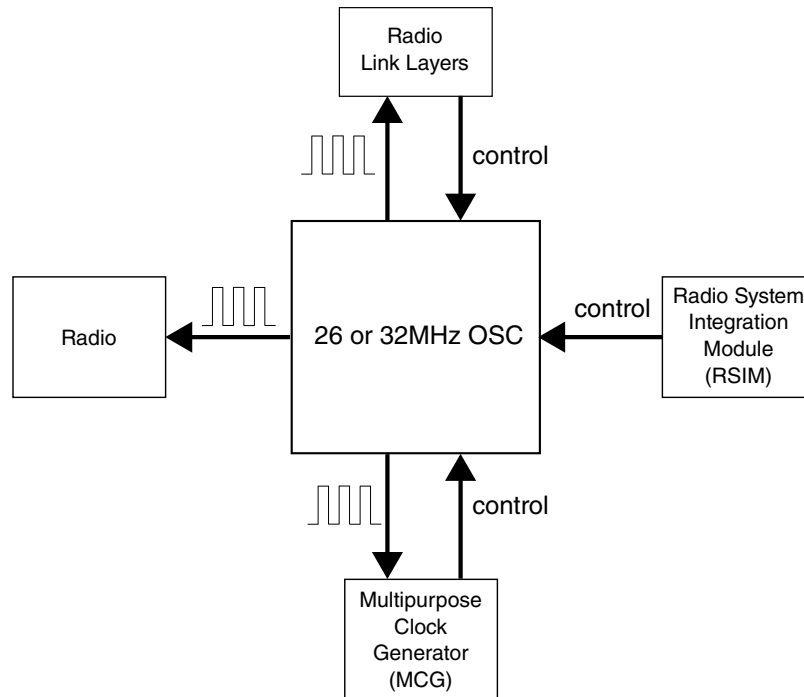 Radio
Link Layers
control
Radio
26 or 32MHz OSC
control
Radio System
Integration
Module
(RSIM)
control
Multipurpose
Clock
Generator
(MCG)